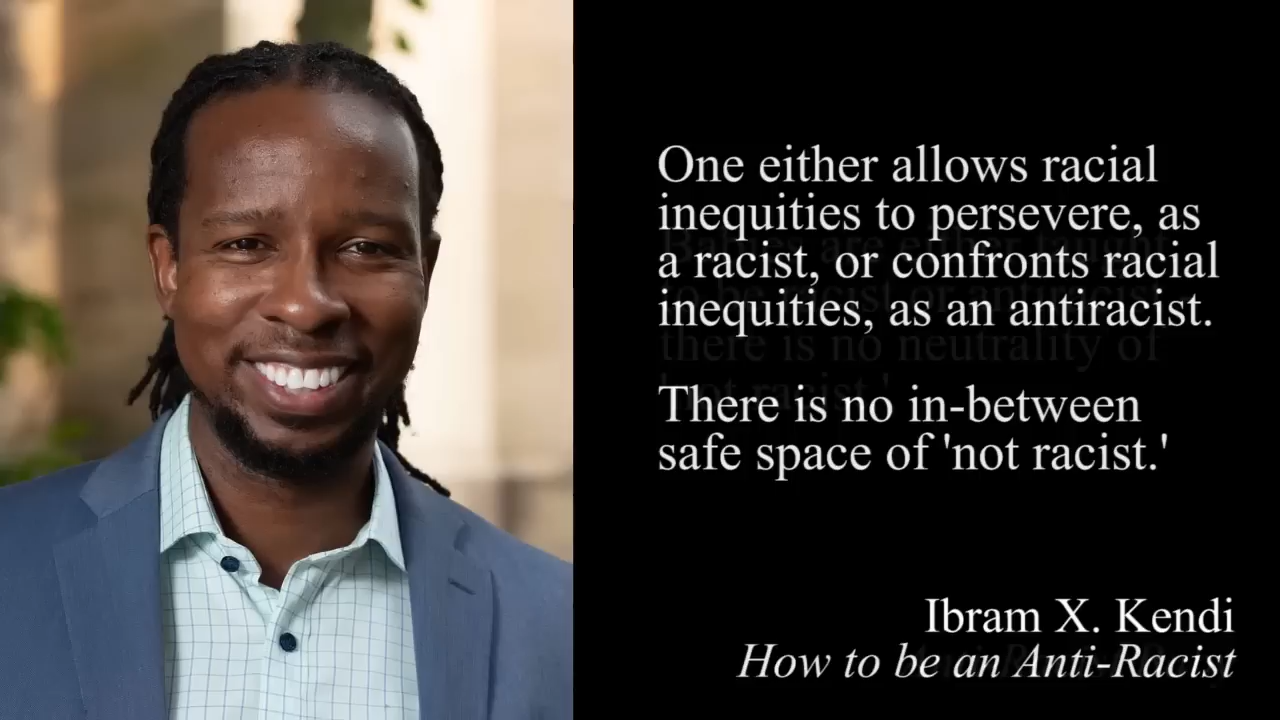 One either allows racial
inequities to persevere, as
a racist, or confronts racial
inequities, as an antiracist.
There is no in-between
safe space of 'not racist.'
Ibram X. Kendi
How to be an Anti-Racist